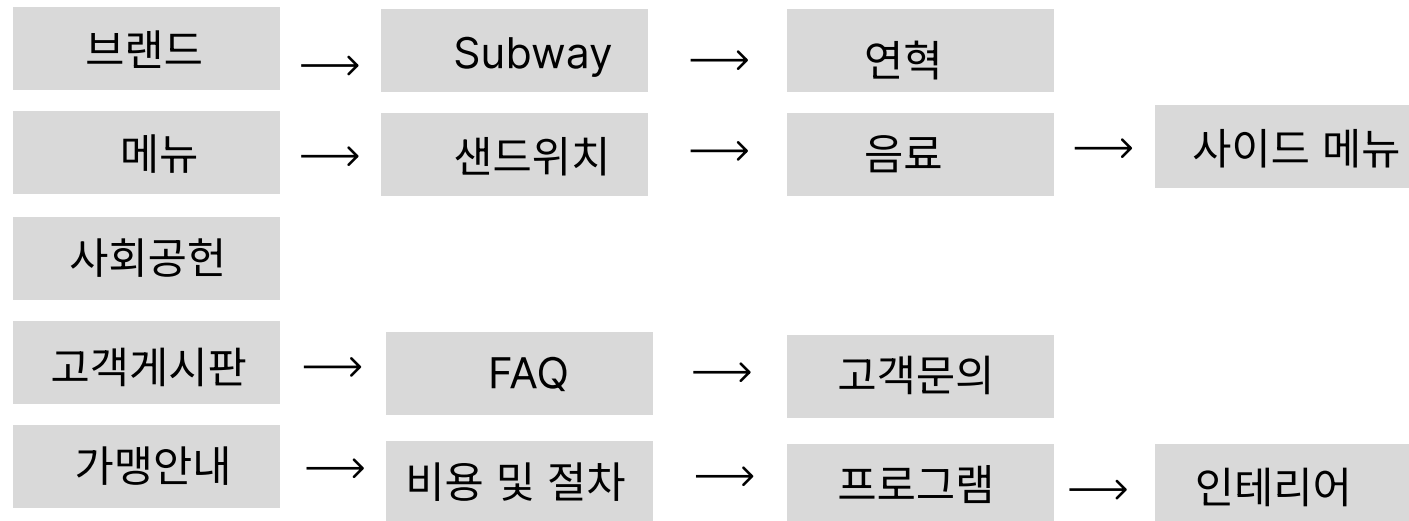 브랜드 Subway 연혁
메뉴 샌드위치 음료 사이드 메뉴
사회공헌
고객게시판 FAQ 고객문의
가맹안내 비용 및 절차 프로그램 인테리어